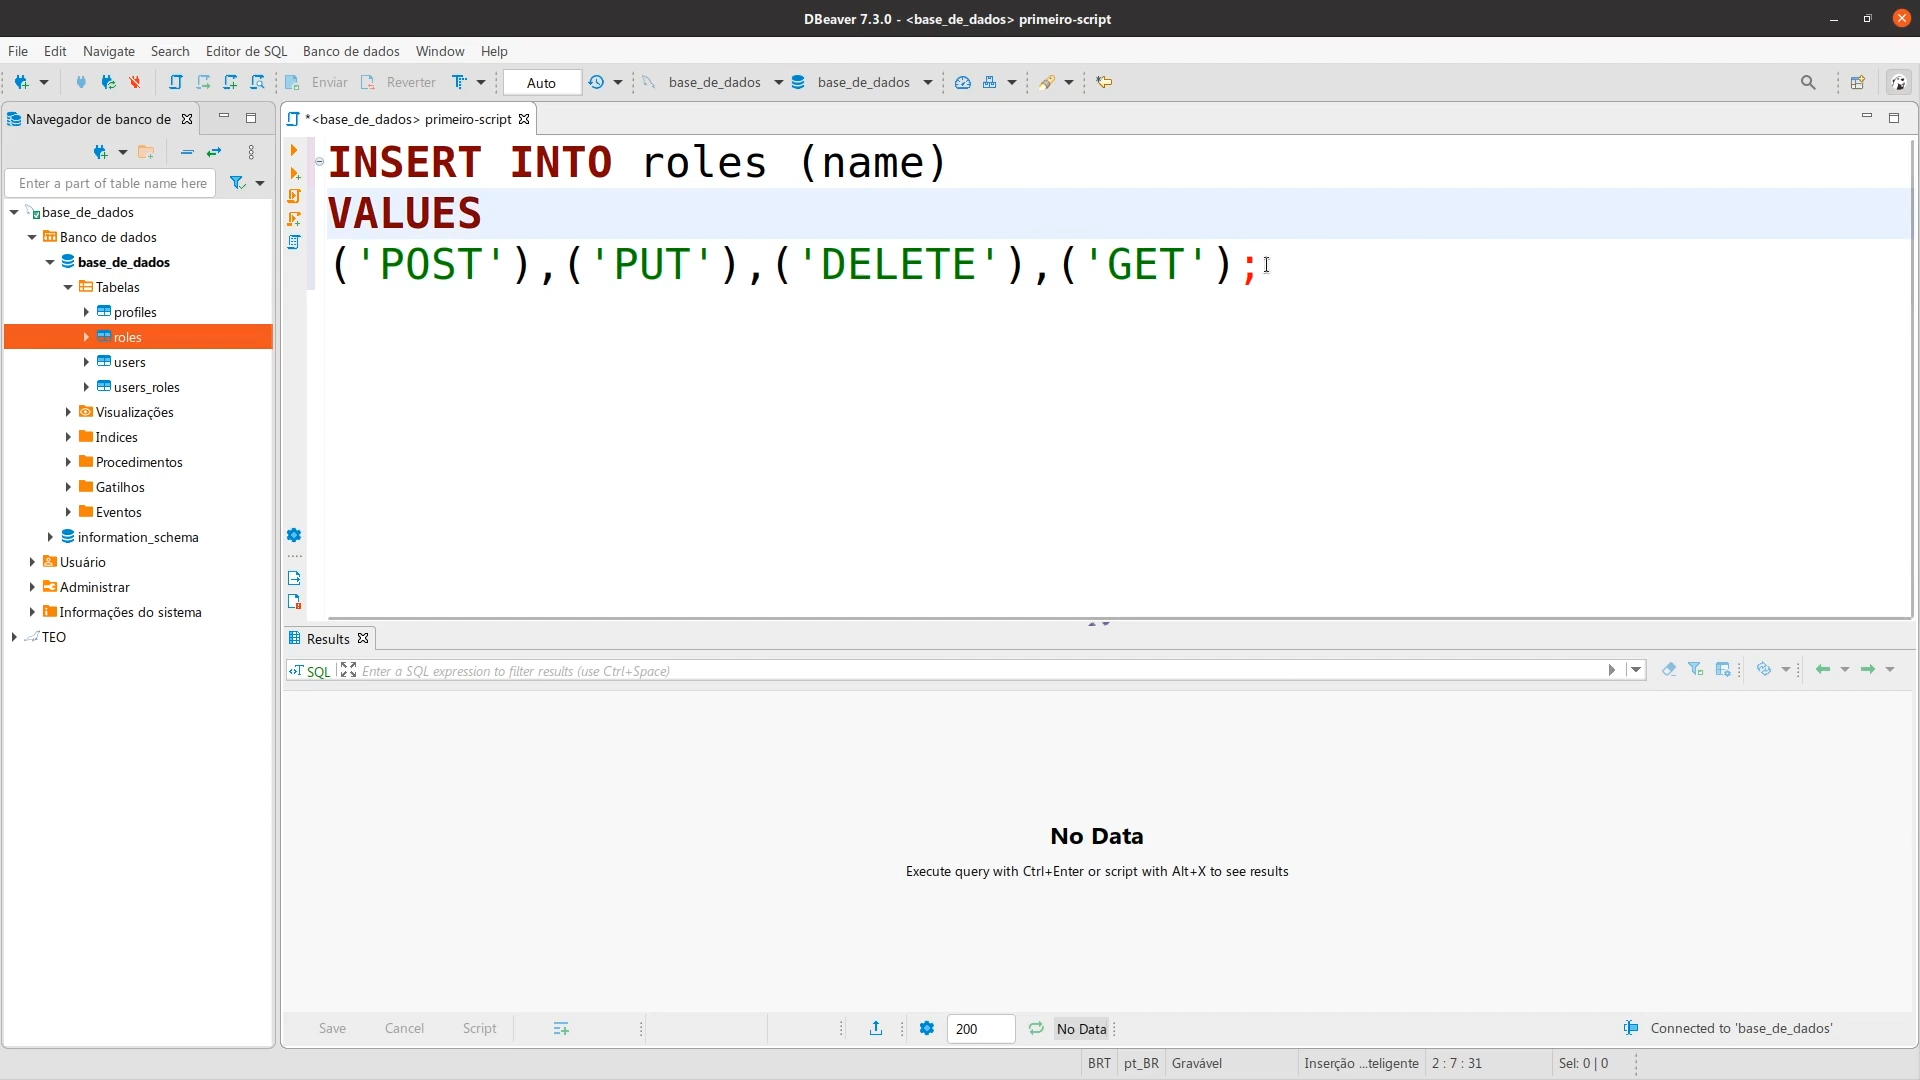 DBeaver 7.3.0 - <base_de_dados> primeiro-script
File Edit Navigate Search Editor de SQL Banco de dados Window Help
Enviar Reverter Auto base_de_dados base_de_dados
Navegador de banco de
*<base_de_dados> primeiro-script
Enter a part of table name here
base_de_dados
Banco de dados
base_de_dados
Tabelas
profiles
roles
users
users_roles
Visualizações
Indices
Procedimentos
Gatilhos
Eventos
information_schema
Usuário
Administrar
Informações do sistema
TEO
INSERT INTO roles (name)
VALUES
('POST'),('PUT'),('DELETE'),('GET');
Results
SQL Enter a SQL expression to filter results (use Ctrl+Space)
No Data
Execute query with Ctrl+Enter or script with Alt+X to see results
Save Cancel Script 200 No Data Connected to 'base_de_dados'
BRT pt_BR Gravável Inserção ...teligente 2 : 7 : 31 Sel: 0 | 0